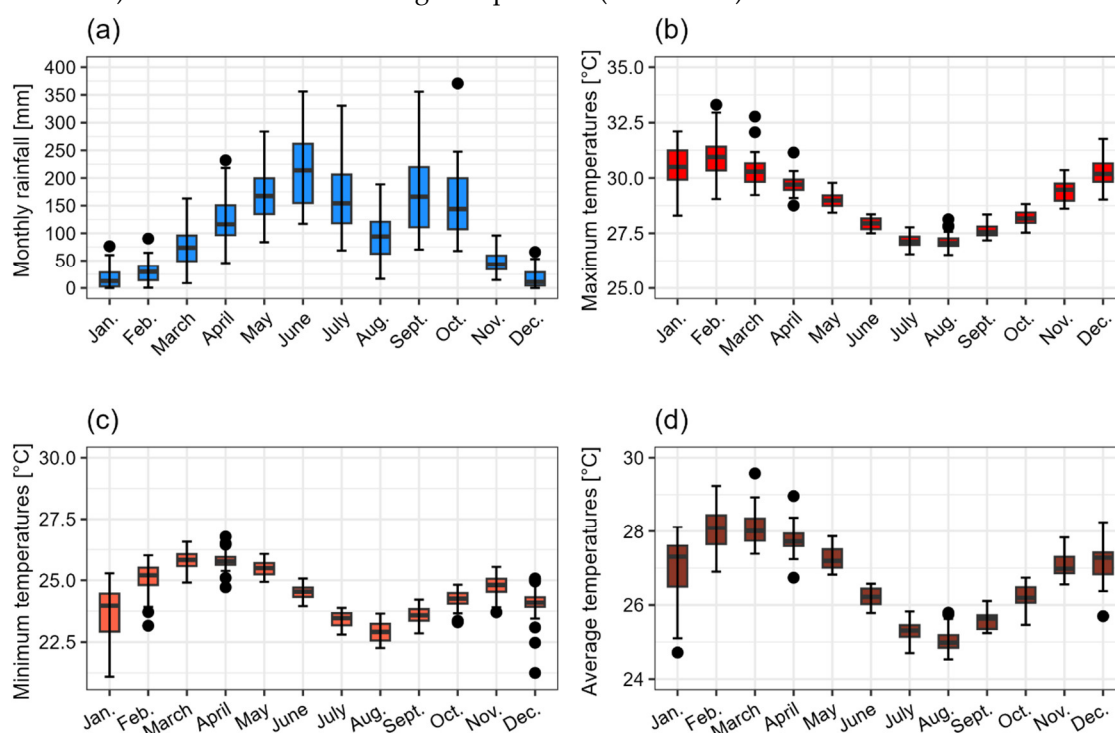 (a)
Monthly rainfall [mm]
400
350
300
250
200
150
100
50
0
Jan. Feb. March April May June July Aug. Sept. Oct. Nov. Dec.
(b)
Maximum temperatures [°C]
35.0
32.5
30.0
27.5
25.0
Jan. Feb. March April May June July Aug. Sept. Oct. Nov. Dec.
(c)
Minimum temperatures [°C]
30.0
27.5
25.0
22.5
Jan. Feb. March April May June July Aug. Sept. Oct. Nov. Dec.
(d)
Average temperatures [°C]
30
28
26
24
Jan. Feb. March April May June July Aug. Sept. Oct. Nov. Dec.